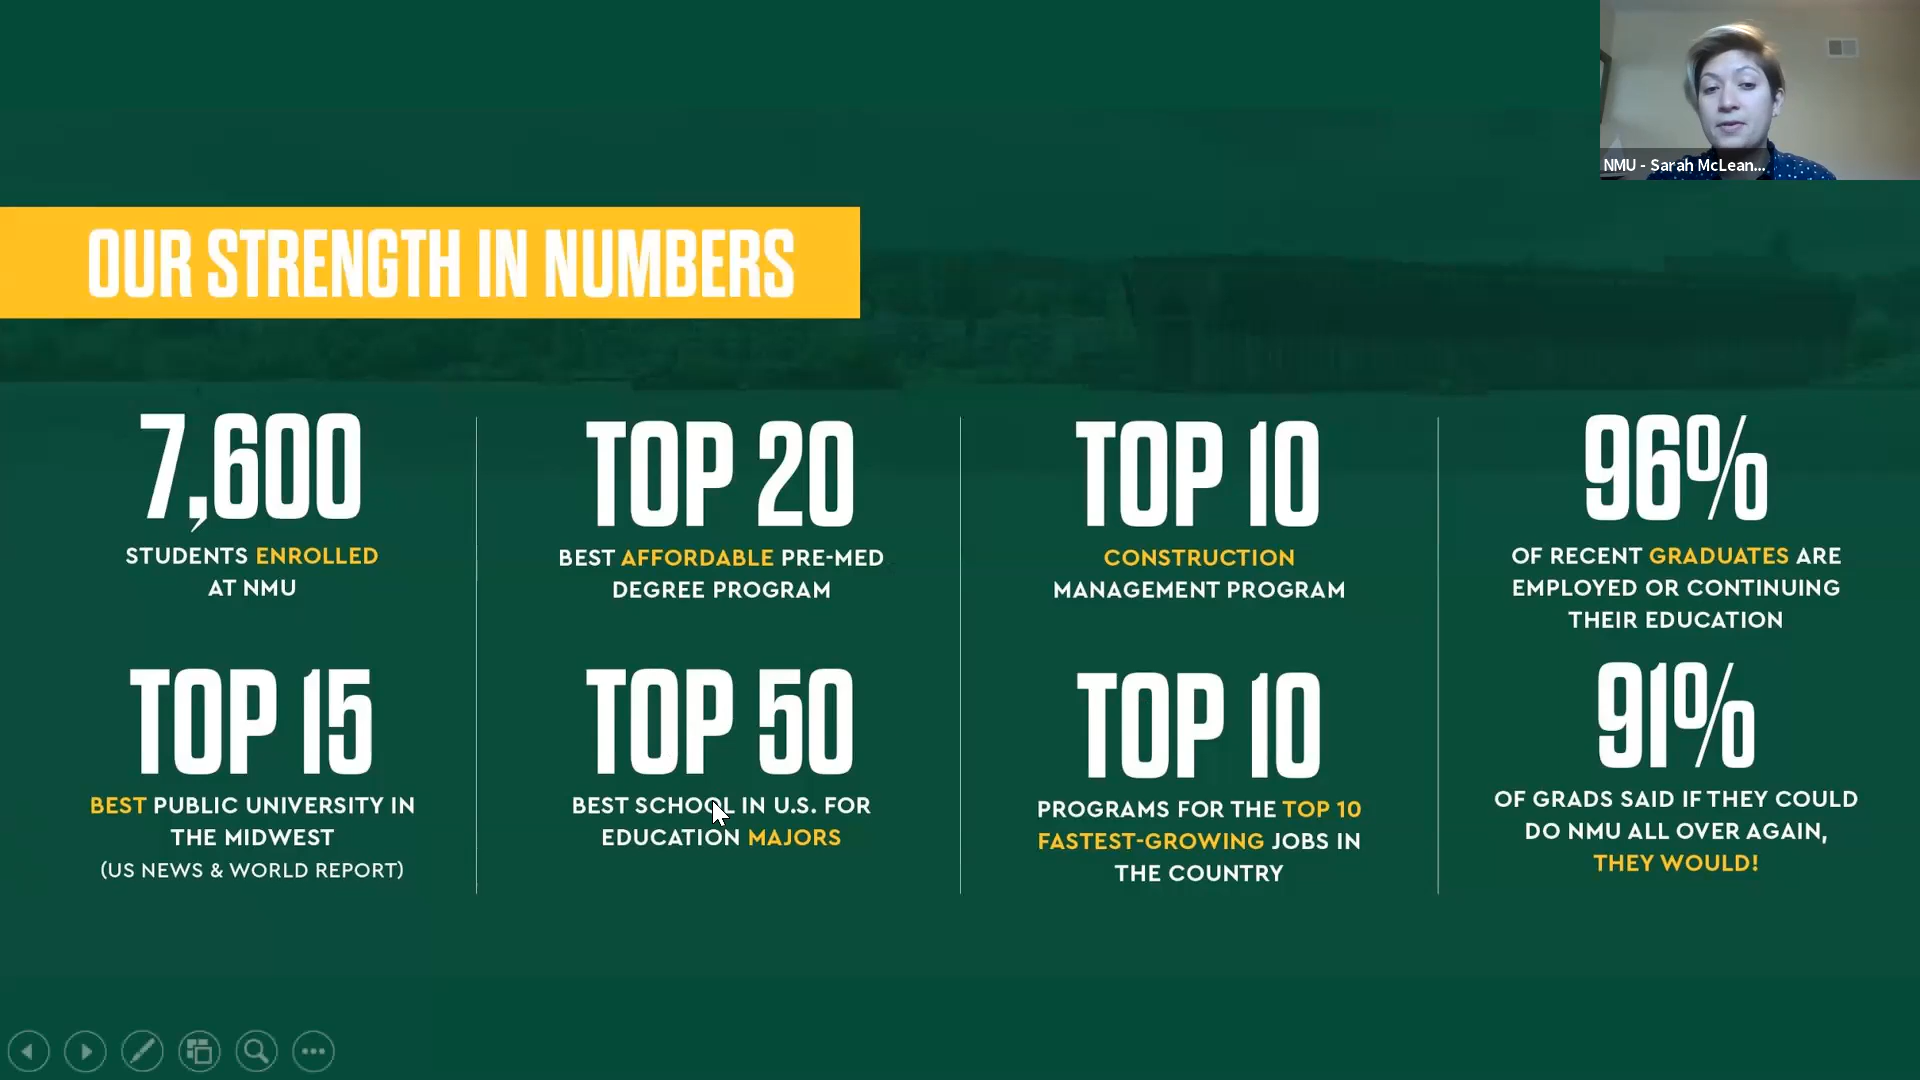 NMU - Sarah McLean...
OUR STRENGTH IN NUMBERS
7,600
STUDENTS ENROLLED
AT NMU
TOP 15
BEST PUBLIC UNIVERSITY IN
THE MIDWEST
(US NEWS & WORLD REPORT)
TOP 20
BEST AFFORDABLE PRE-MED
DEGREE PROGRAM
TOP 50
BEST SCHOOL IN U.S. FOR
EDUCATION MAJORS
TOP 10
CONSTRUCTION
MANAGEMENT PROGRAM
TOP 10
PROGRAMS FOR THE TOP 10
FASTEST-GROWING JOBS IN
THE COUNTRY
96%
OF RECENT GRADUATES ARE
EMPLOYED OR CONTINUING
THEIR EDUCATION
91%
OF GRADS SAID IF THEY COULD
DO NMU ALL OVER AGAIN,
THEY WOULD!